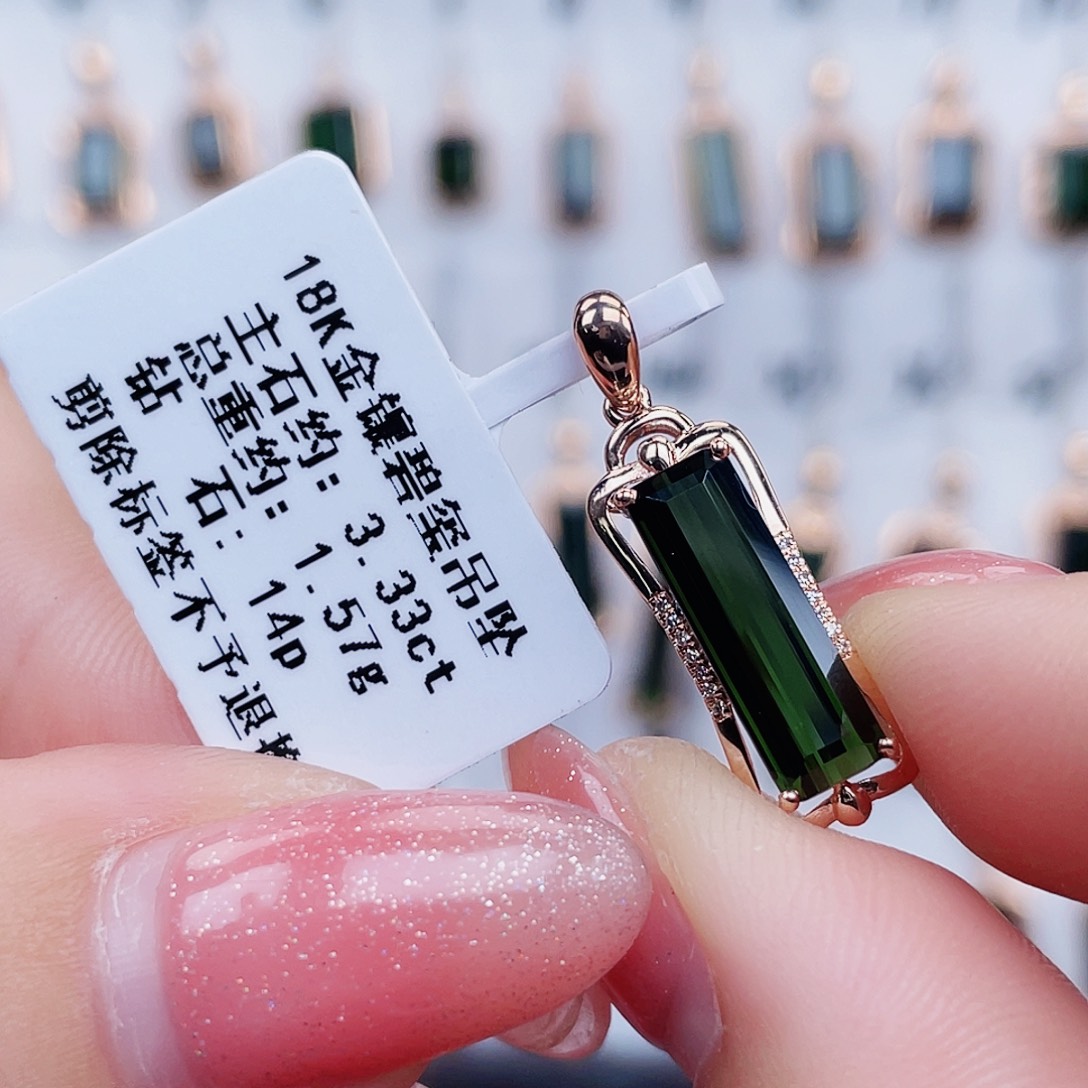 18K金镶碧玺吊坠
主石约: 3.33ct
总重约: 1.57g
钻 石: 14p
剪除标签不予退